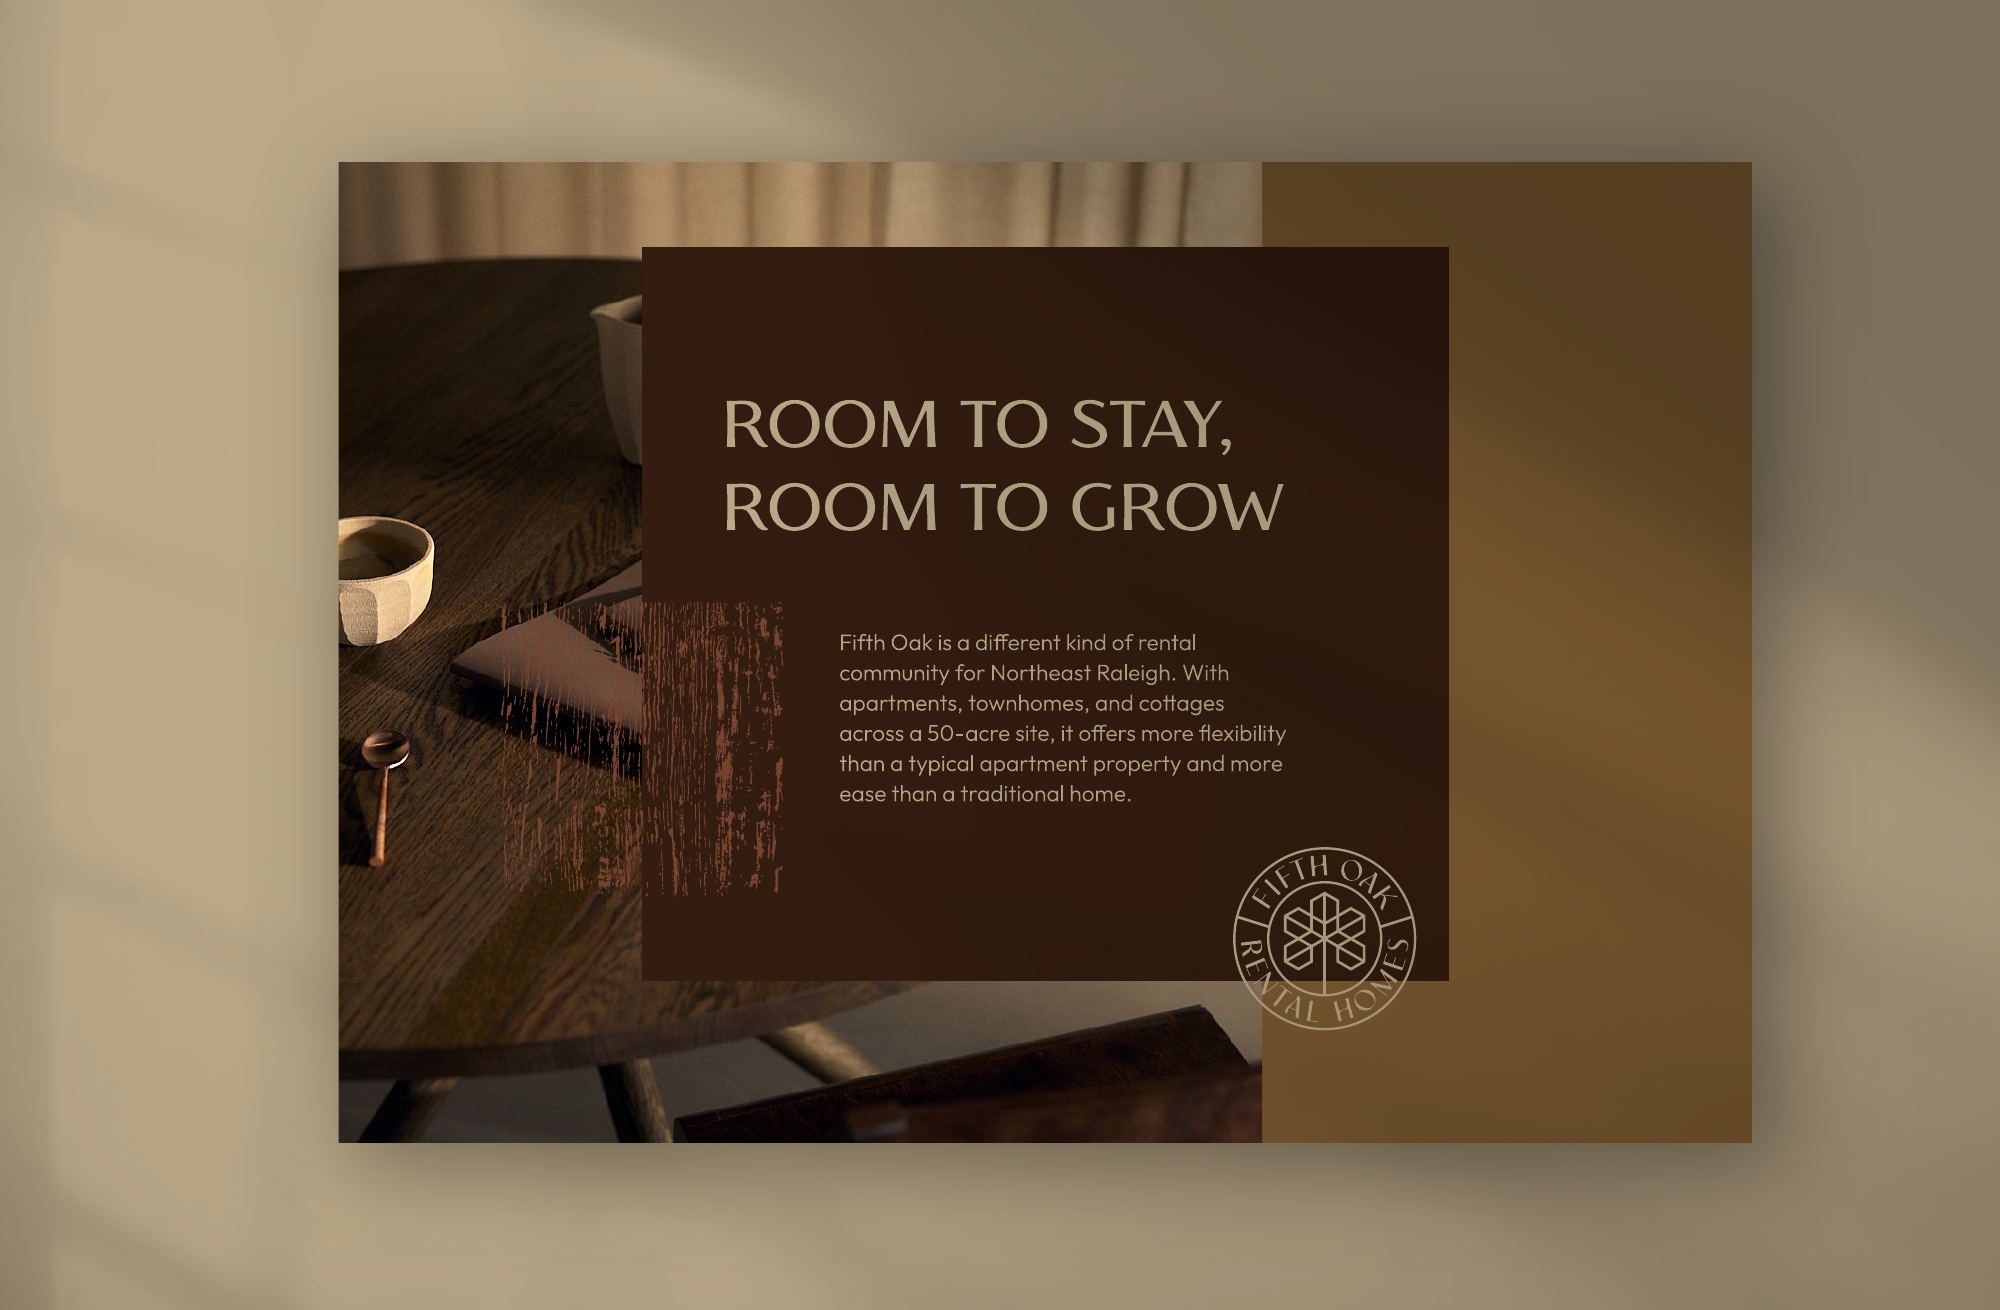 ROOM TO STAY,
ROOM TO GROW
Fifth Oak is a different kind of rental
community for Northeast Raleigh. With
apartments, townhomes, and cottages
across a 50-acre site, it offers more flexibility
than a typical apartment property and more
ease than a traditional home.
FIFTH OAK
RENTAL HOMES